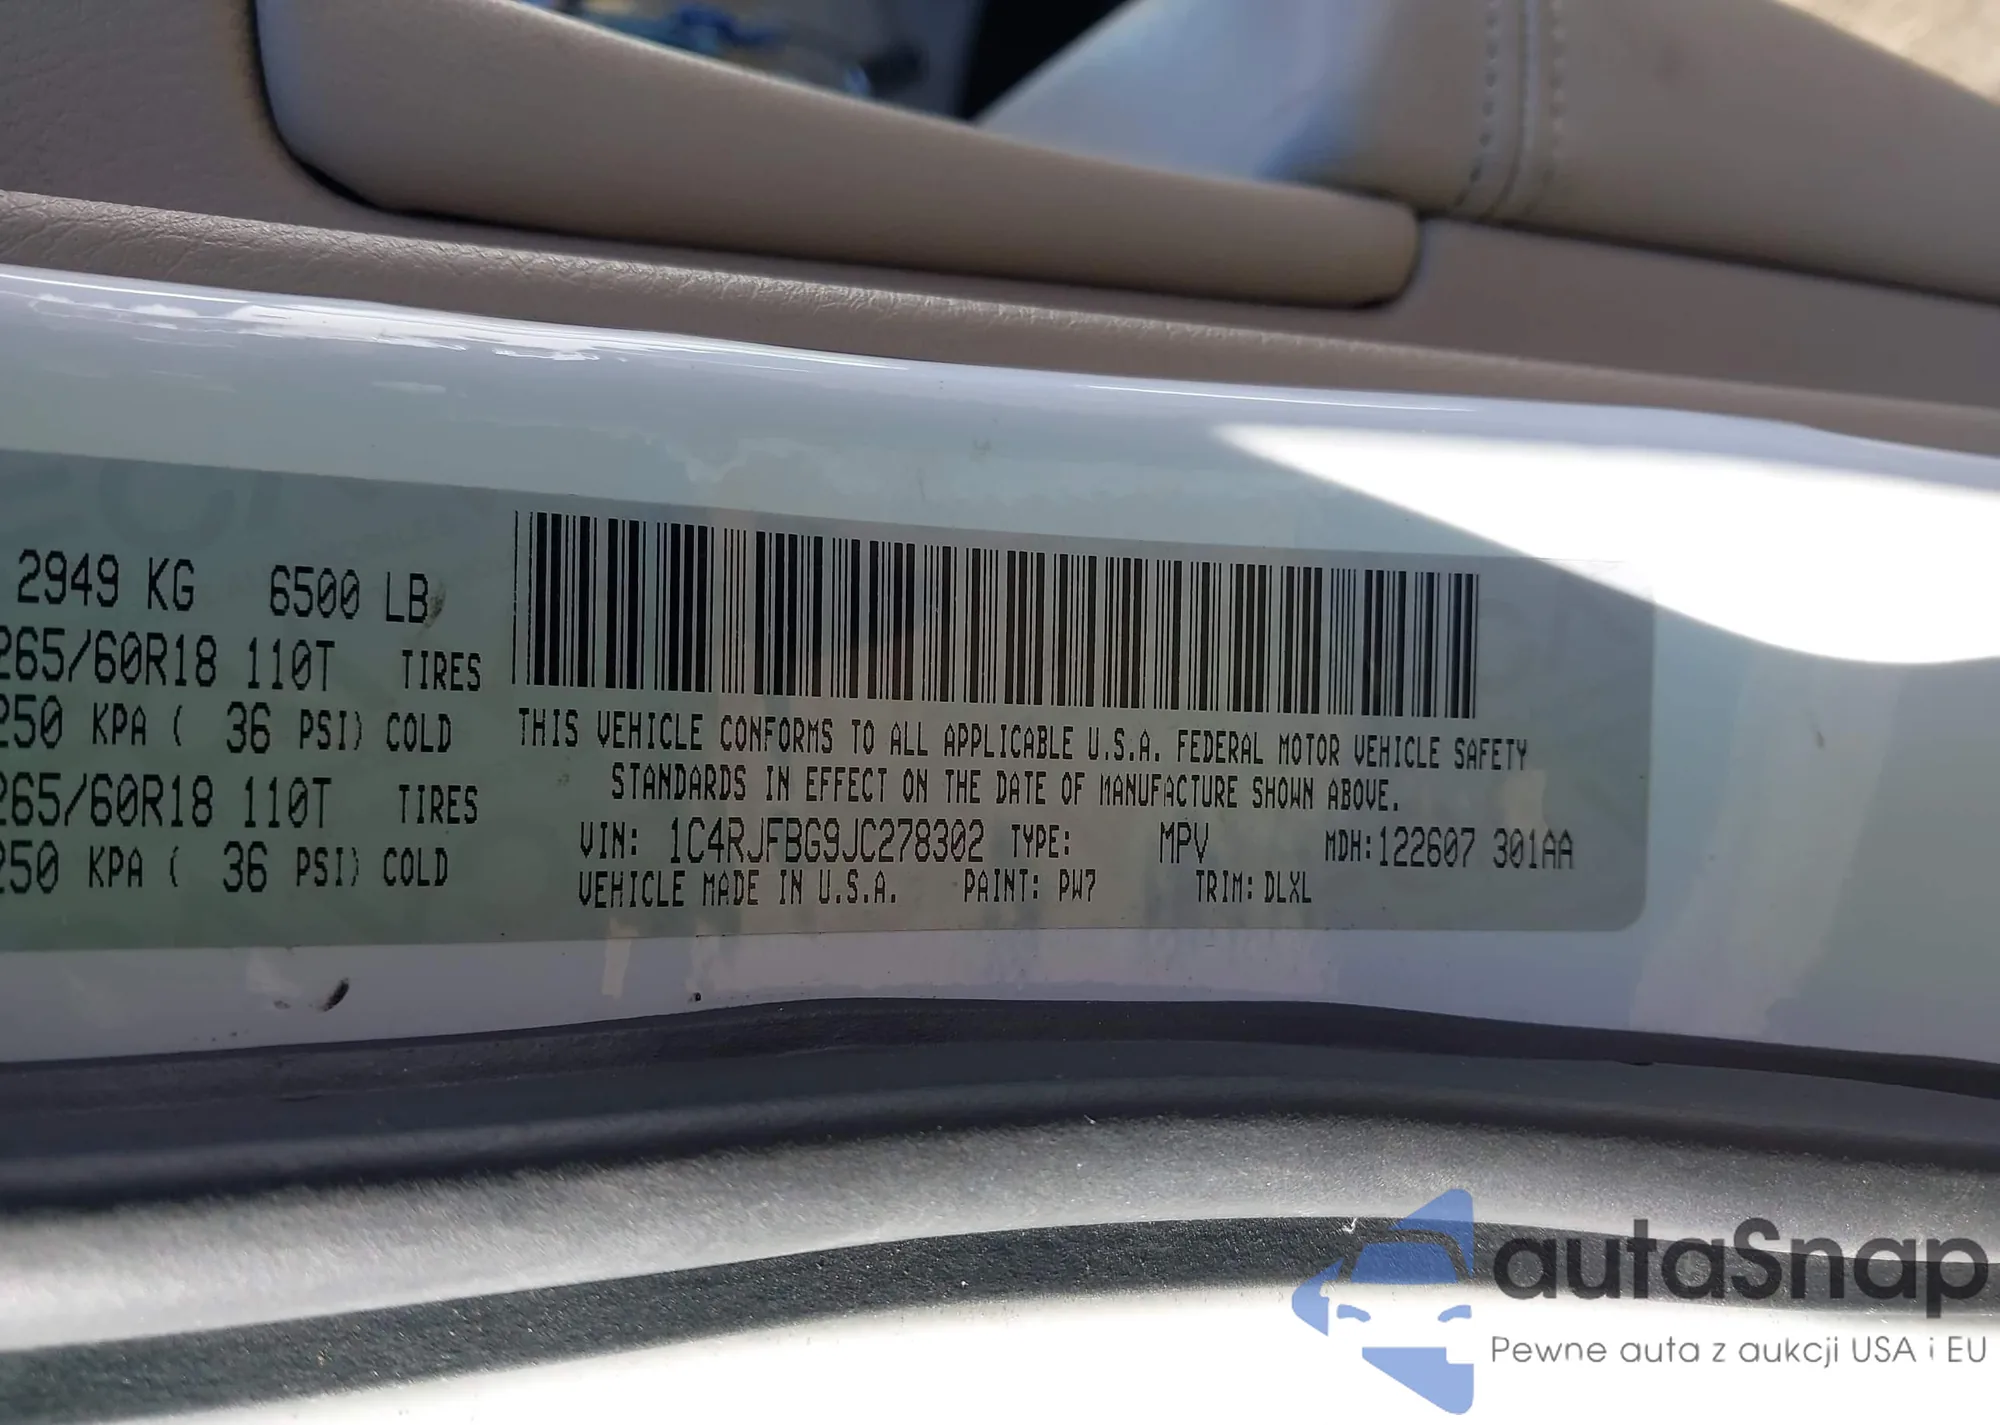 2949 KG 6500 LB
265/60R18 110T TIRES
250 KPA ( 36 PSI) COLD
265/60R18 110T TIRES
250 KPA ( 36 PSI) COLD
THIS VEHICLE CONFORMS TO ALL APPLICABLE U.S.A. FEDERAL MOTOR VEHICLE SAFETY
STANDARDS IN EFFECT ON THE DATE OF MANUFACTURE SHOWN ABOVE.
VIN: 1C4RJFBG9JC278302 TYPE: MPV MDH:122607 301AA
VEHICLE MADE IN U.S.A. PAINT: PW7 TRIM: DLXL
autaSnap
Pewne auta z aukcji USA i EU